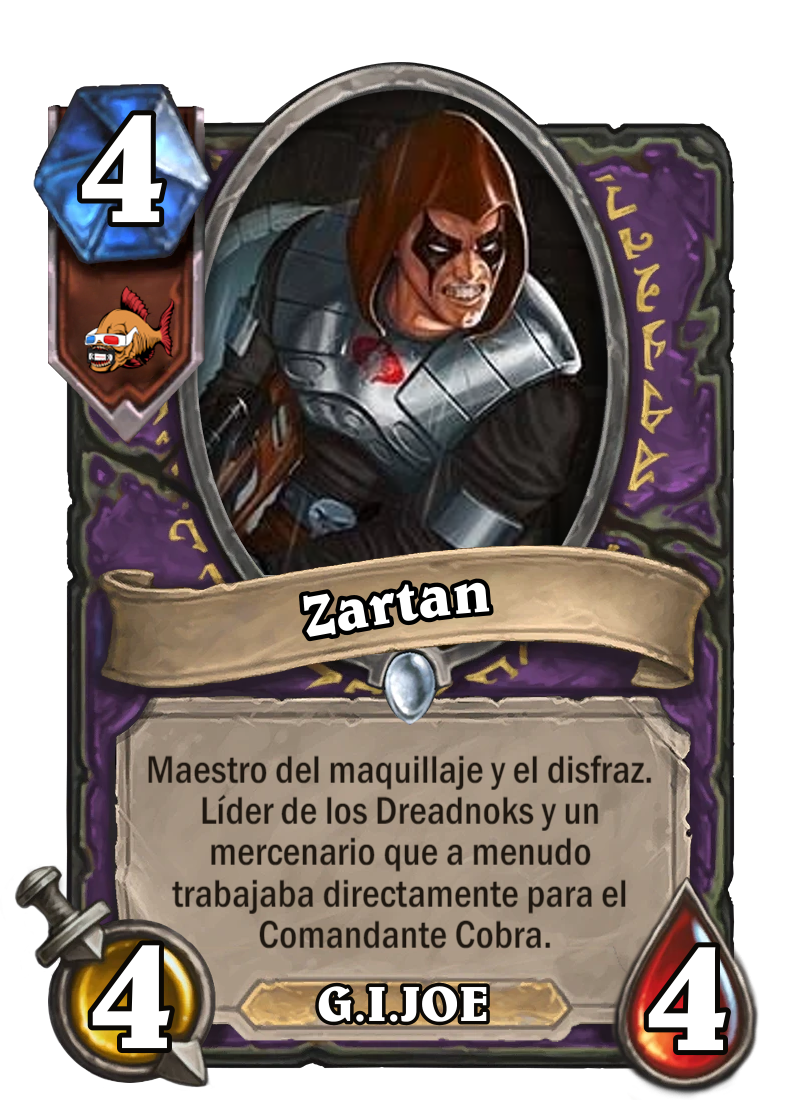 4
Zartan
Maestro del maquillaje y el disfraz.
Líder de los Dreadnoks y un
mercenario que a menudo
trabajaba directamente para el
Comandante Cobra.
4
G.I.JOE
4